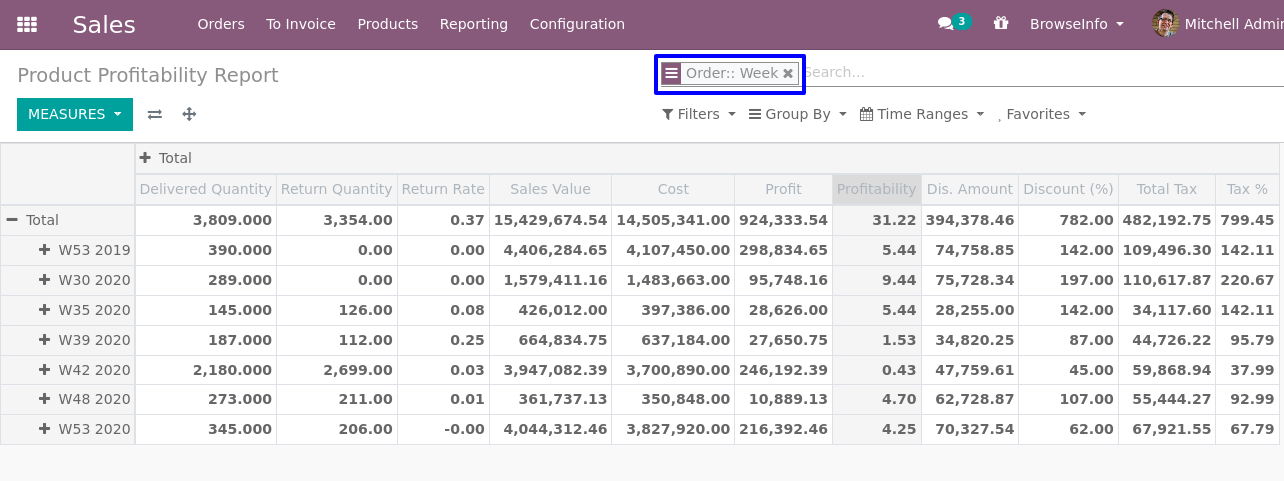 Sales Orders To Invoice Products Reporting Configuration 3 BrowseInfo Mitchell Admi
Product Profitability Report Order:: Week Search...
MEASURES Filters Group By Time Ranges Favorites
Total
Delivered Quantity Return Quantity Return Rate Sales Value Cost Profit Profitability Dis. Amount Discount (%) Total Tax Tax %
Total 3,809.000 3,354.00 0.37 15,429,674.54 14,505,341.00 924,333.54 31.22 394,378.46 782.00 482,192.75 799.45
W53 2019 390.000 0.00 0.00 4,406,284.65 4,107,450.00 298,834.65 5.44 74,758.85 142.00 109,496.30 142.11
W30 2020 289.000 0.00 0.00 1,579,411.16 1,483,663.00 95,748.16 9.44 75,728.34 197.00 110,617.87 220.67
W35 2020 145.000 126.00 0.08 426,012.00 397,386.00 28,626.00 5.44 28,255.00 142.00 34,117.60 142.11
W39 2020 187.000 112.00 0.25 664,834.75 637,184.00 27,650.75 1.53 34,820.25 87.00 44,726.22 95.79
W42 2020 2,180.000 2,699.00 0.03 3,947,082.39 3,700,890.00 246,192.39 0.43 47,759.61 45.00 59,868.94 37.99
W48 2020 273.000 211.00 0.01 361,737.13 350,848.00 10,889.13 4.70 62,728.87 107.00 55,444.27 92.99
W53 2020 345.000 206.00 -0.00 4,044,312.46 3,827,920.00 216,392.46 4.25 70,327.54 62.00 67,921.55 67.79